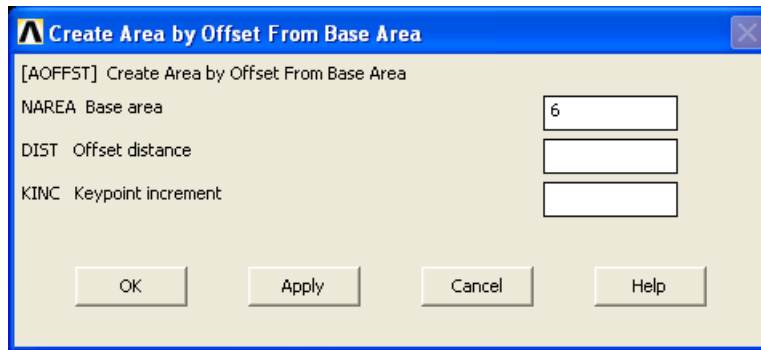 Create Area by Offset From Base Area
[AOFFST] Create Area by Offset From Base Area
NAREA Base area 6
DIST Offset distance
KINC Keypoint increment
OK Apply Cancel Help